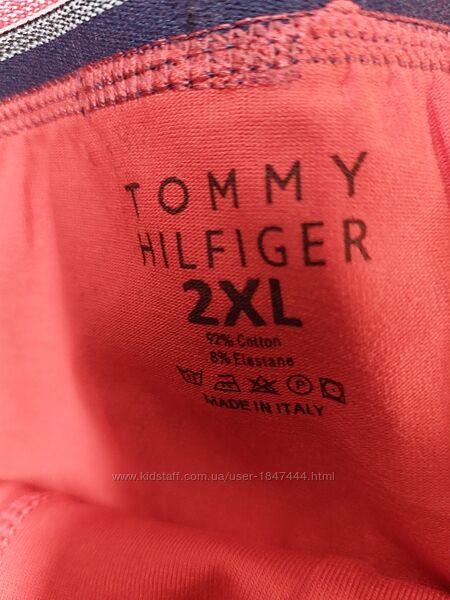 TOMMY
HILFIGER
2XL
92% Cotton
8% Elastane
MADE IN ITALY
www.kidstaff.com.ua/user-1847444.html